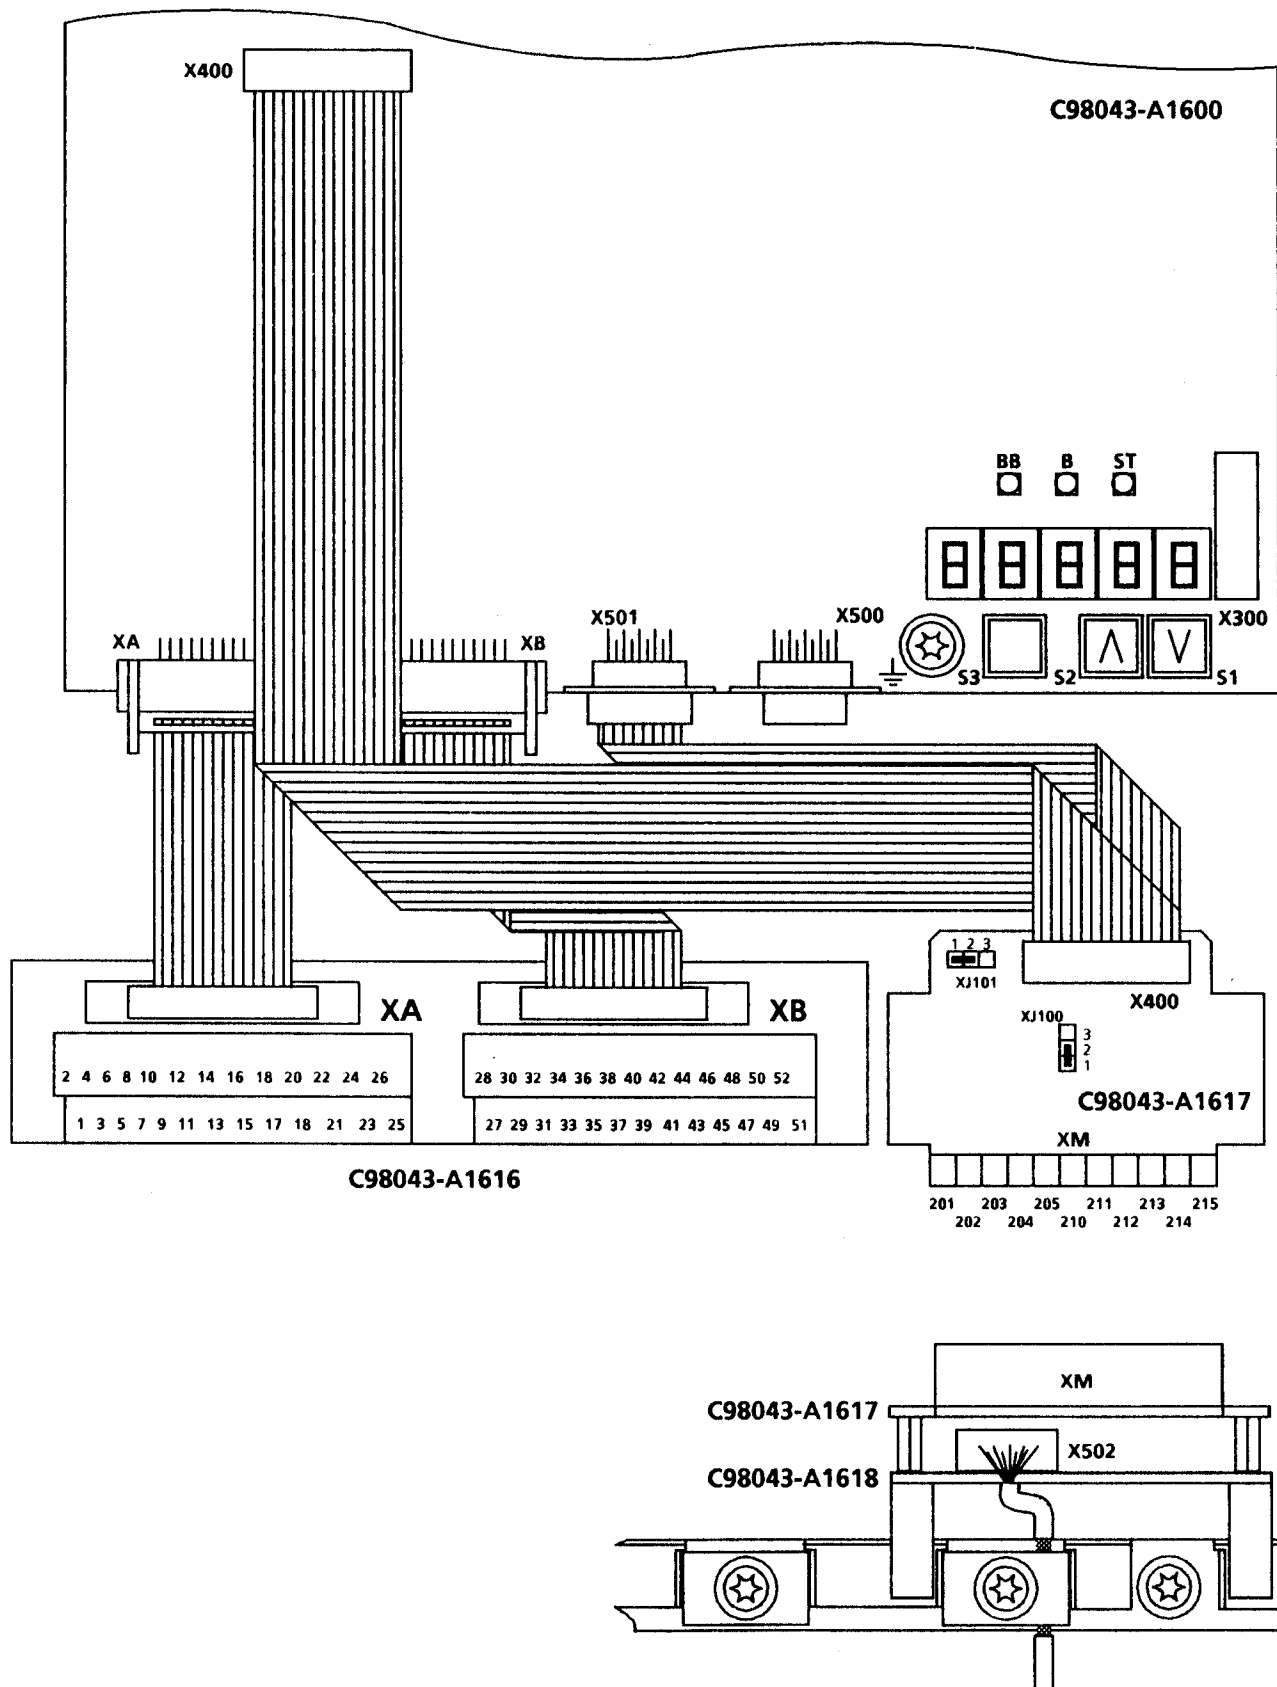 X400
C98043-A1600
BB B ST
X300
XA XB X501 X500
S3 S2 S1
1 2 3
XJ101
X400
XA XB
XJ100
3
2
1
2 4 6 8 10 12 14 16 18 20 22 24 26
28 30 32 34 36 38 40 42 44 46 48 50 52
C98043-A1617
1 3 5 7 9 11 13 15 17 18 21 23 25
27 29 31 33 35 37 39 41 43 45 47 49 51
XM
C98043-A1616
201 203 205 211 213 215
202 204 210 212 214
XM
C98043-A1617
X502
C98043-A1618